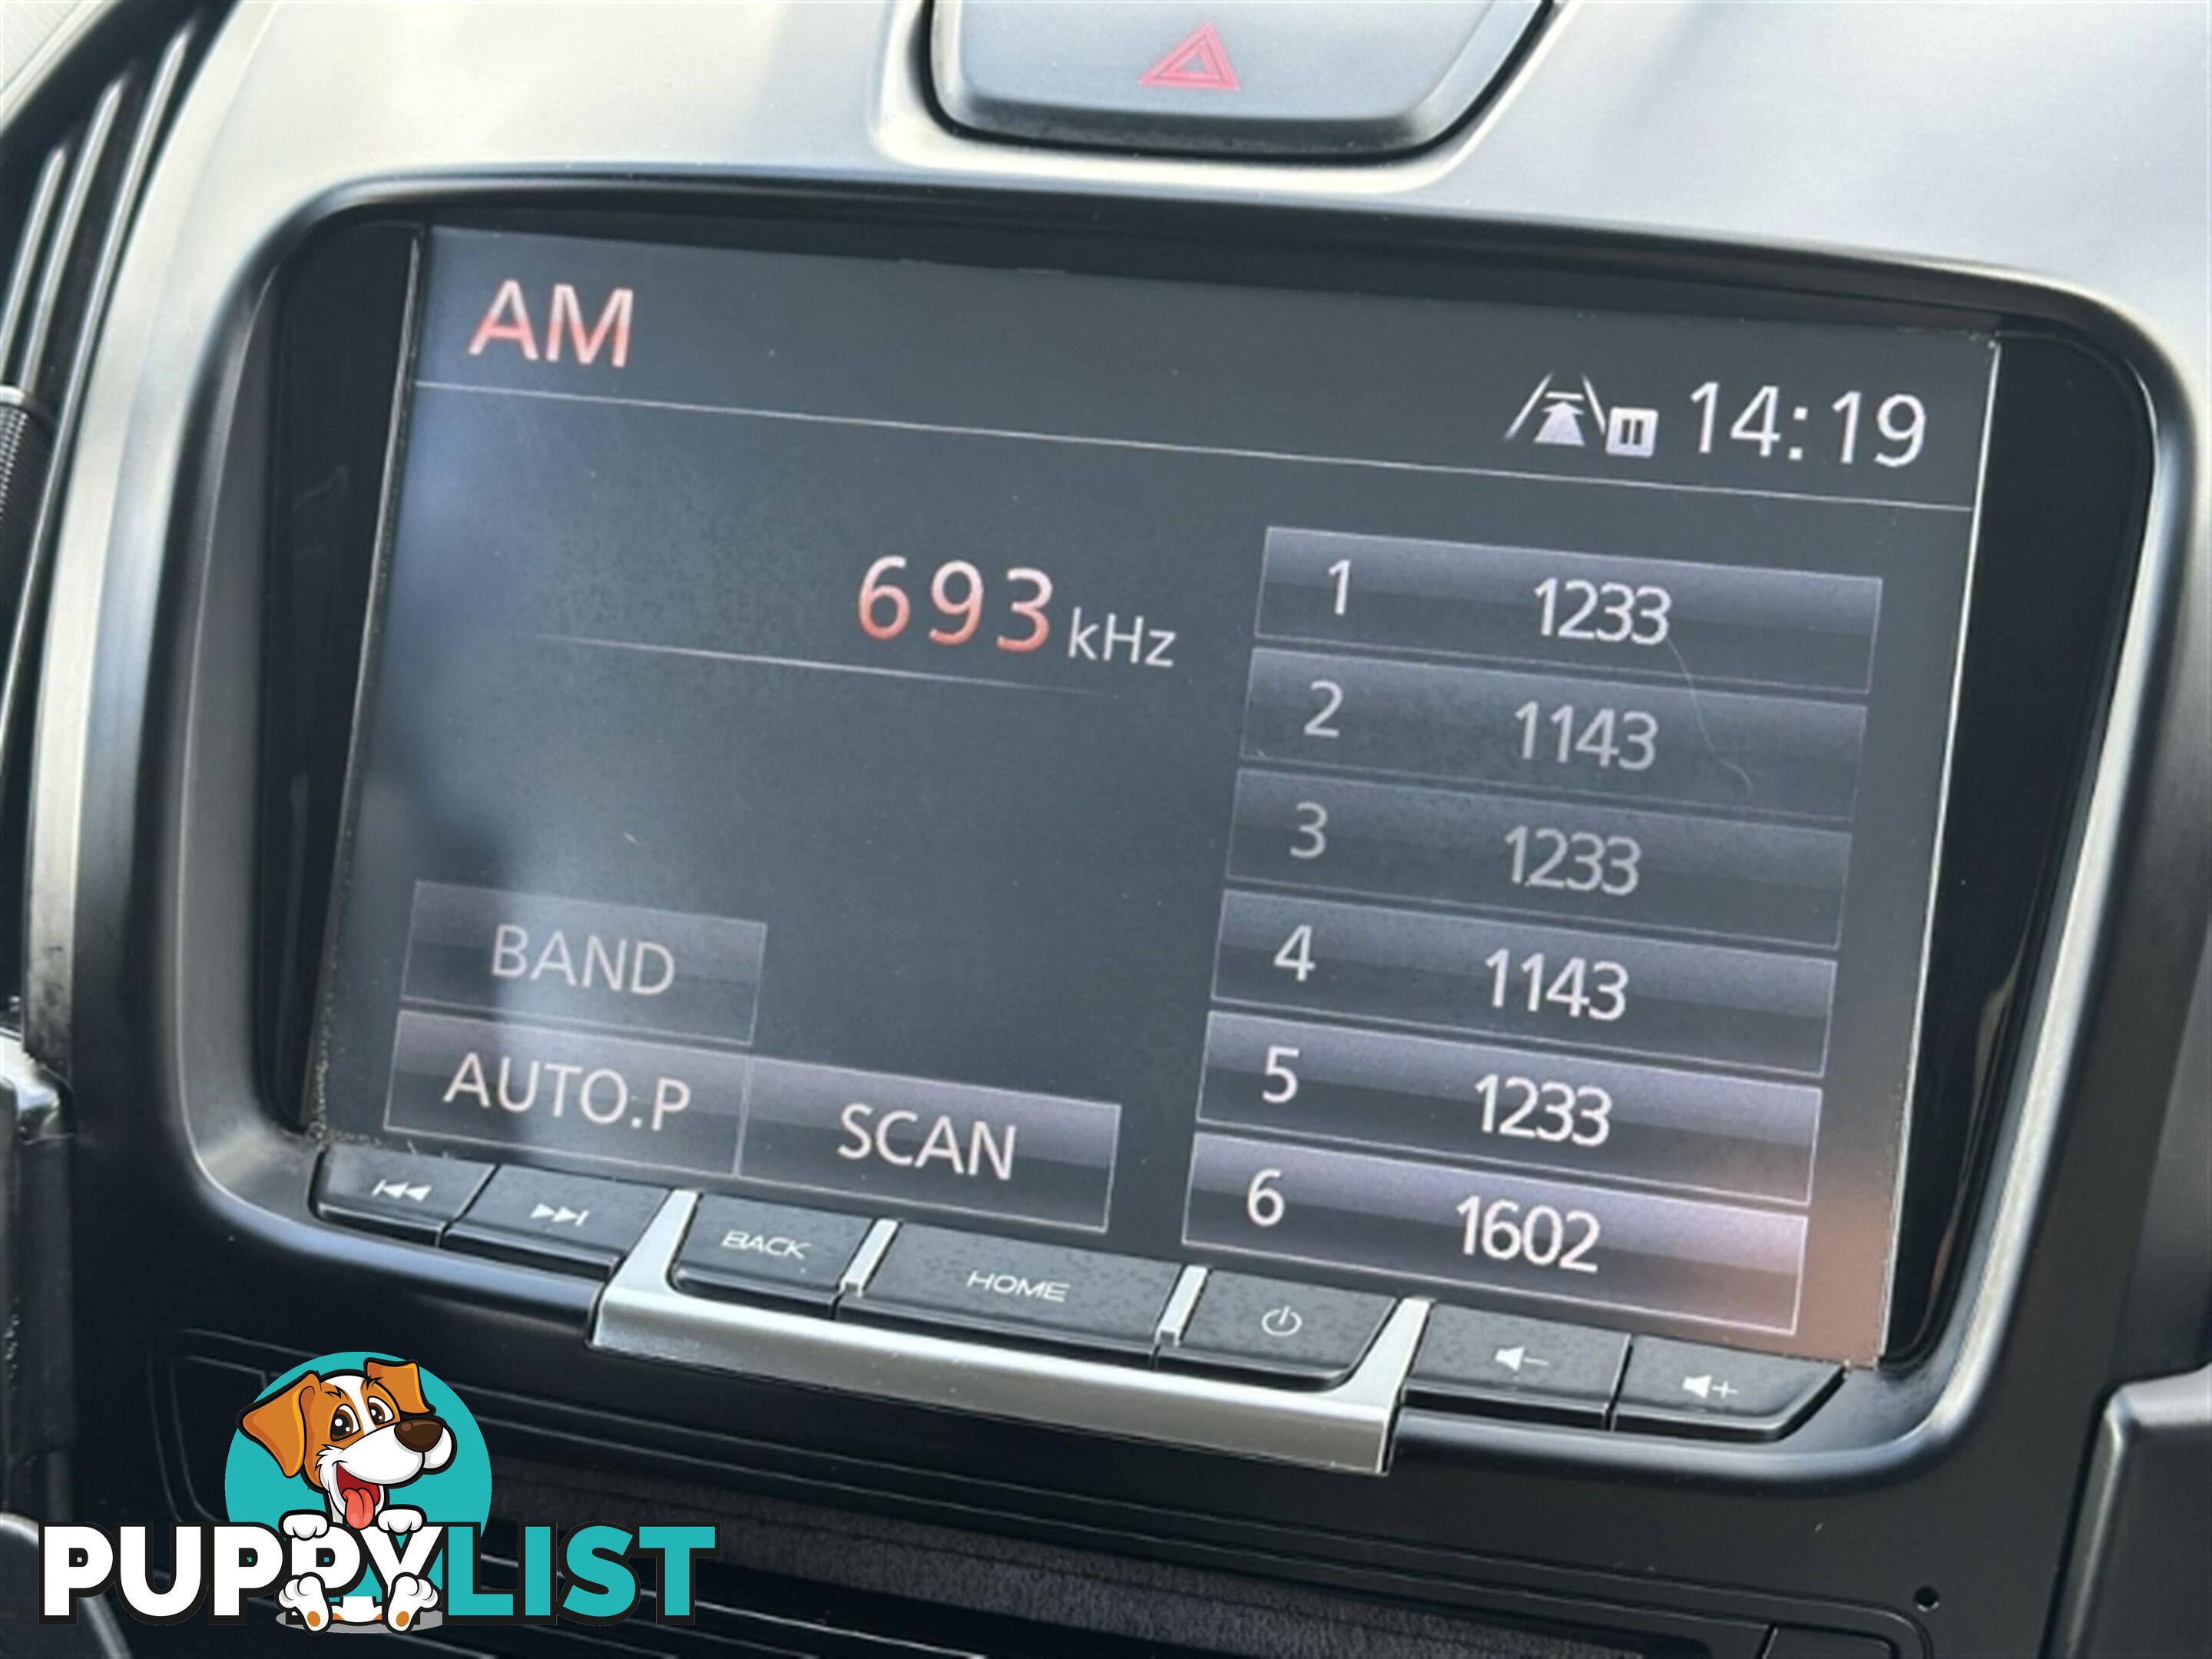 AM
14:19
693 kHz
1 1233
2 1143
3 1233
4 1143
5 1233
6 1602
BAND
AUTO.P
SCAN
BACK
HOME
PUPPYLIST